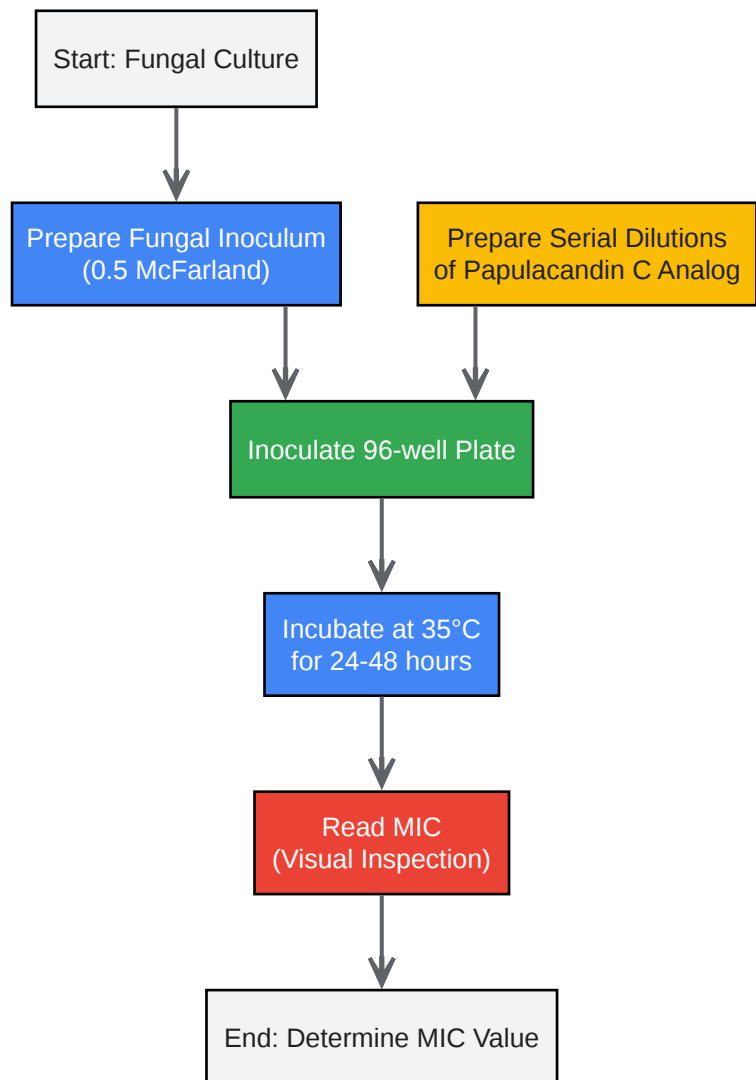 Start: Fungal Culture
Prepare Fungal Inoculum
(0.5 McFarland)
Prepare Serial Dilutions
of Papulacandin C Analog
Inoculate 96-well Plate
Incubate at 35°C
for 24-48 hours
Read MIC
(Visual Inspection)
End: Determine MIC Value